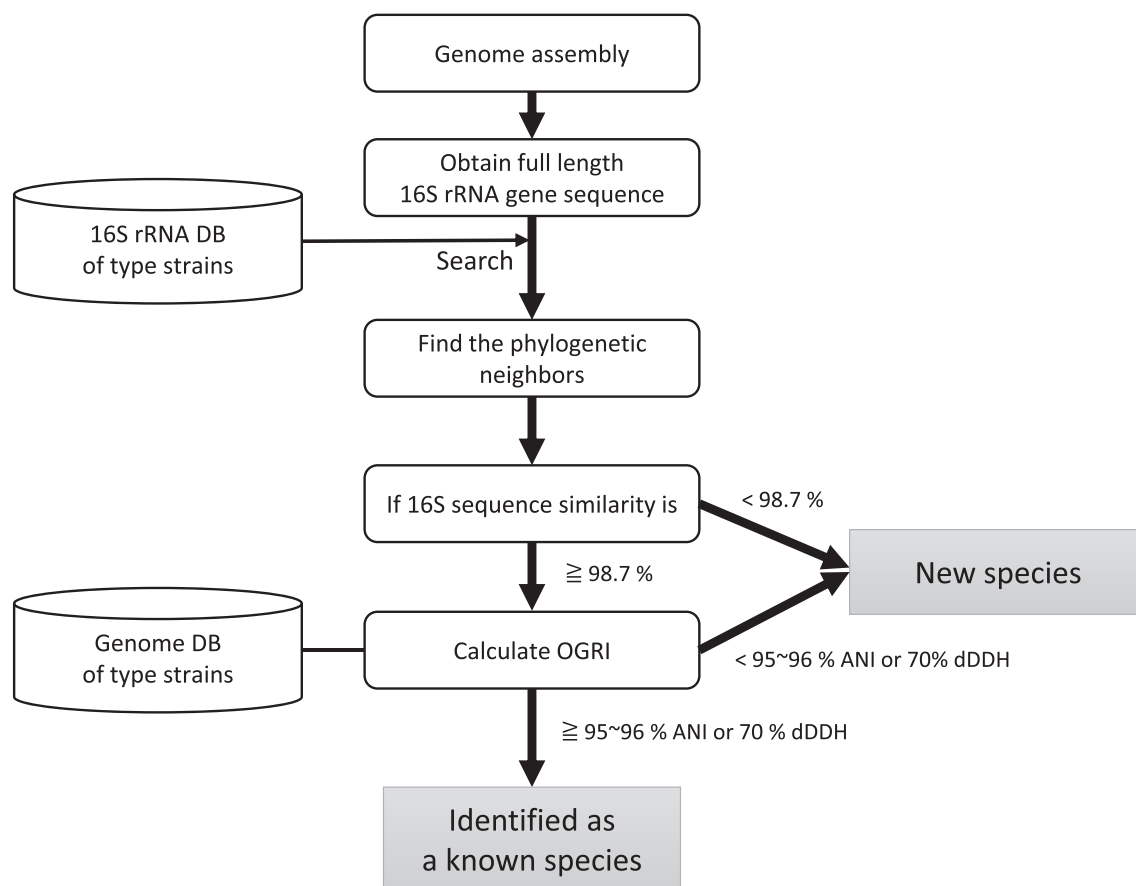 Genome assembly
Obtain full length
16S rRNA gene sequence
16S rRNA DB
of type strains
Search
Find the phylogenetic
neighbors
If 16S sequence similarity is
< 98.7 %
≧ 98.7 %
New species
Genome DB
of type strains
Calculate OGRI
< 95~96 % ANI or 70% dDDH
≧ 95~96 % ANI or 70 % dDDH
Identified as
a known species